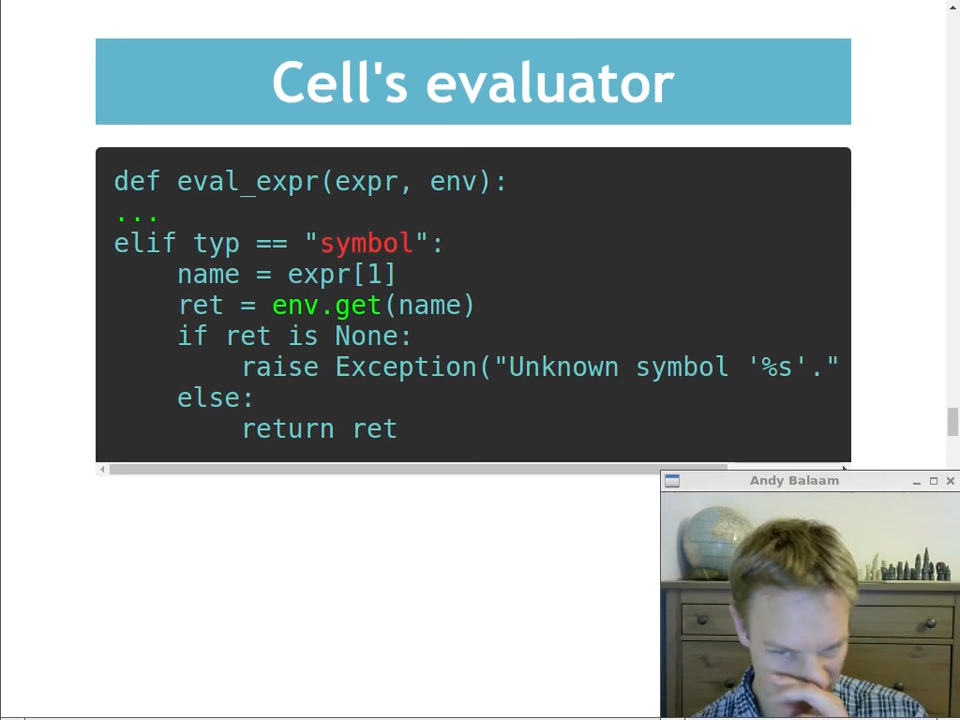 Cell's evaluator
def eval_expr(expr, env):
...
elif typ == "symbol":
    name = expr[1]
    ret = env.get(name)
    if ret is None:
        raise Exception("Unknown symbol '%s'."
    else:
        return ret
Andy Balaam